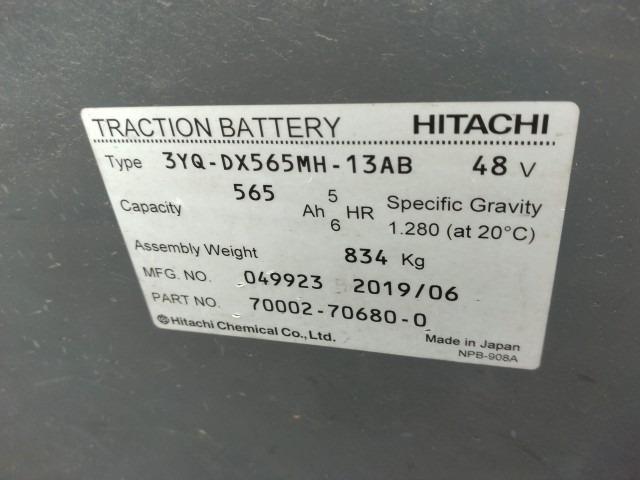 TRACTION BATTERY HITACHI
Type 3YQ-DX565MH-13AB 48 V
Capacity 565 Ah 5 6 HR Specific Gravity
1.280 (at 20°C)
Assembly Weight 834 Kg
MFG. NO. 049923 2019/06
PART NO. 70002-70680-0
Hitachi Chemical Co., Ltd. Made in Japan
NPB-908A